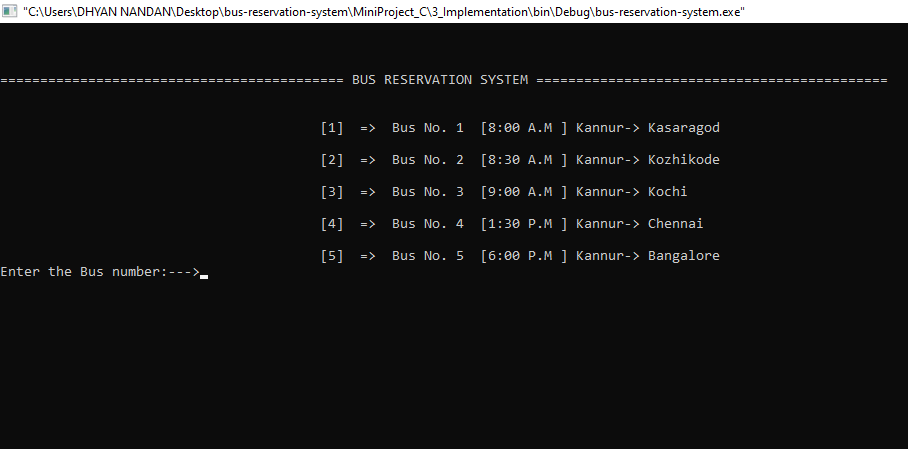 "C:\Users\DHYAN NANDAN\Desktop\bus-reservation-system\MiniProject_C\3_Implementation\bin\Debug\bus-reservation-system.exe"
=========================================== BUS RESERVATION SYSTEM ============================================
[1] => Bus No. 1 [8:00 A.M ] Kannur-> Kasaragod
[2] => Bus No. 2 [8:30 A.M ] Kannur-> Kozhikode
[3] => Bus No. 3 [9:00 A.M ] Kannur-> Kochi
[4] => Bus No. 4 [1:30 P.M ] Kannur-> Chennai
[5] => Bus No. 5 [6:00 P.M ] Kannur-> Bangalore
Enter the Bus number:--->